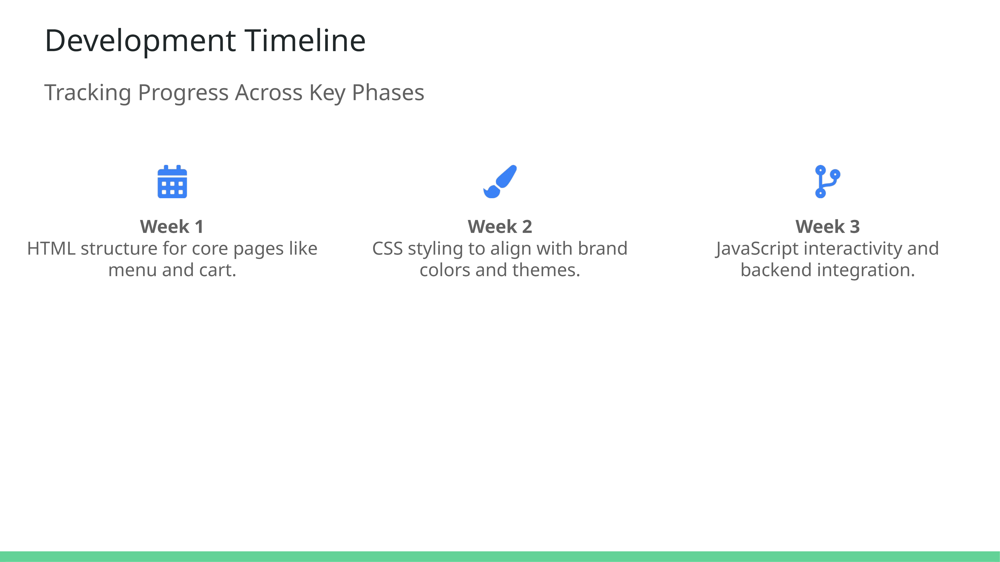 Development Timeline
Tracking Progress Across Key Phases
Week 1
HTML structure for core pages like
menu and cart.
Week 2
CSS styling to align with brand
colors and themes.
Week 3
JavaScript interactivity and
backend integration.